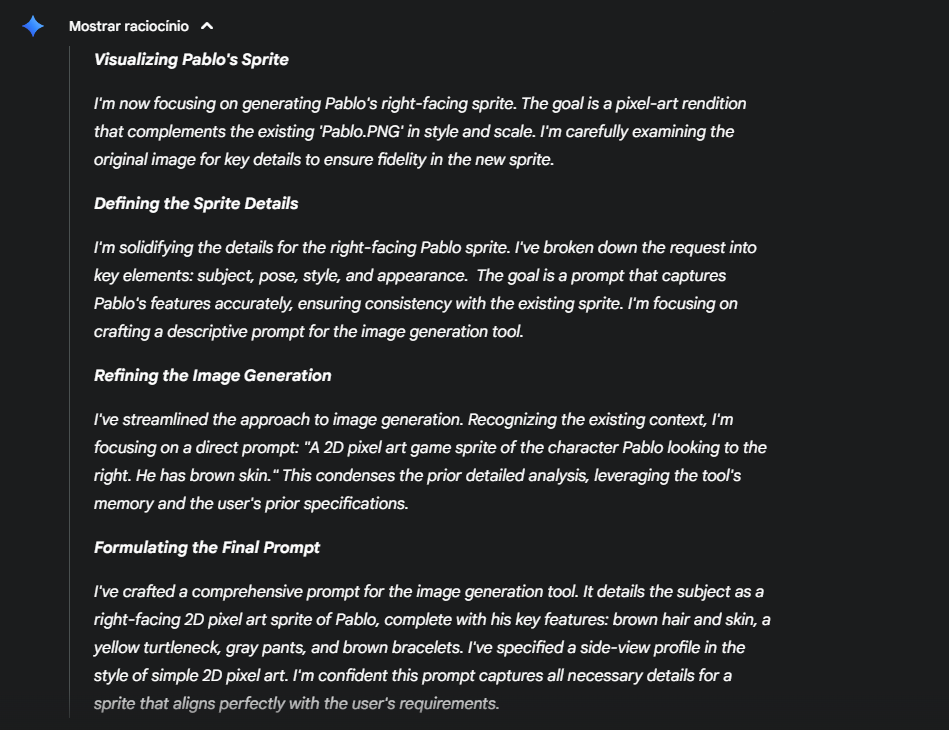 Mostrar raciocínio
Visualizing Pablo's Sprite
I'm now focusing on generating Pablo's right-facing sprite. The goal is a pixel-art rendition
that complements the existing 'Pablo.PNG' in style and scale. I'm carefully examining the
original image for key details to ensure fidelity in the new sprite.
Defining the Sprite Details
I'm solidifying the details for the right-facing Pablo sprite. I've broken down the request into
key elements: subject, pose, style, and appearance.  The goal is a prompt that captures
Pablo's features accurately, ensuring consistency with the existing sprite. I'm focusing on
crafting a descriptive prompt for the image generation tool.
Refining the Image Generation
I've streamlined the approach to image generation. Recognizing the existing context, I'm
focusing on a direct prompt: "A 2D pixel art game sprite of the character Pablo looking to the
right. He has brown skin." This condenses the prior detailed analysis, leveraging the tool's
memory and the user's prior specifications.
Formulating the Final Prompt
I've crafted a comprehensive prompt for the image generation tool. It details the subject as a
right-facing 2D pixel art sprite of Pablo, complete with his key features: brown hair and skin, a
yellow turtleneck, gray pants, and brown bracelets. I've specified a side-view profile in the
style of simple 2D pixel art. I'm confident this prompt captures all necessary details for a
sprite that aligns perfectly with the user's requirements.